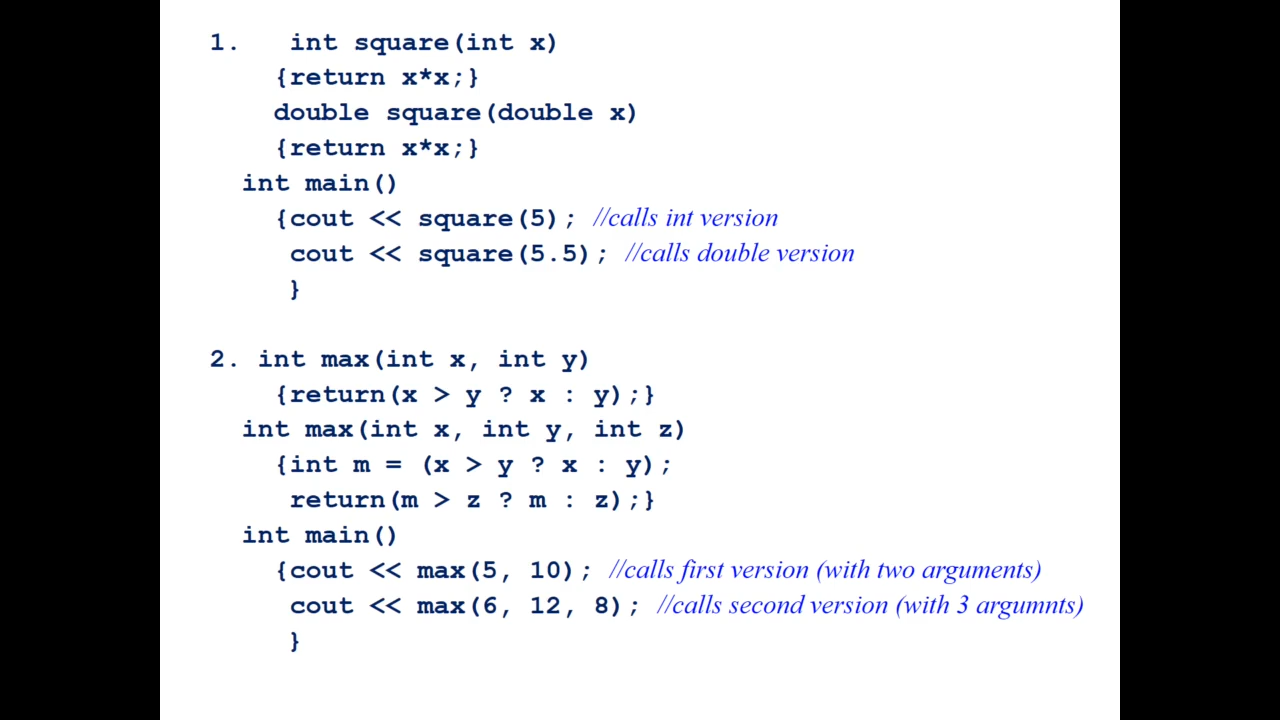 1. int square(int x)
{return x*x;}
double square(double x)
{return x*x;}
int main()
{cout << square(5); //calls int version
cout << square(5.5); //calls double version
}
2. int max(int x, int y)
{return(x > y ? x : y);}
int max(int x, int y, int z)
{int m = (x > y ? x : y);
return(m > z ? m : z);}
int main()
{cout << max(5, 10); //calls first version (with two arguments)
cout << max(6, 12, 8); //calls second version (with 3 argumnts)
}